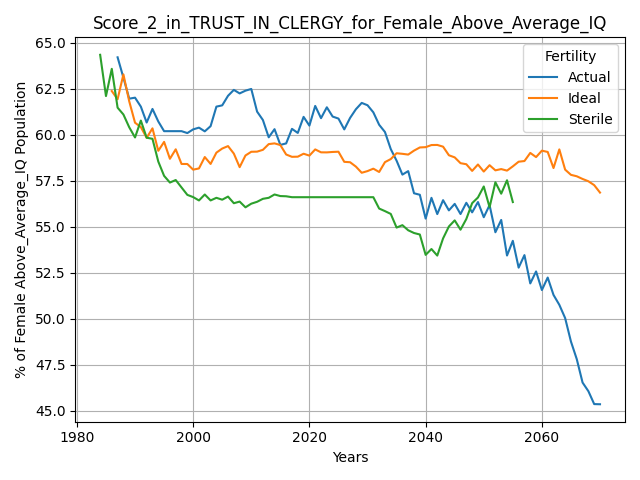 Score_2_in_TRUST_IN_CLERGY_for_Female_Above_Average_IQ
% of Female Above_Average_IQ Population
65.0
62.5
60.0
57.5
55.0
52.5
50.0
47.5
45.0
Fertility
Actual
Ideal
Sterile
1980
2000
2020
2040
2060
Years